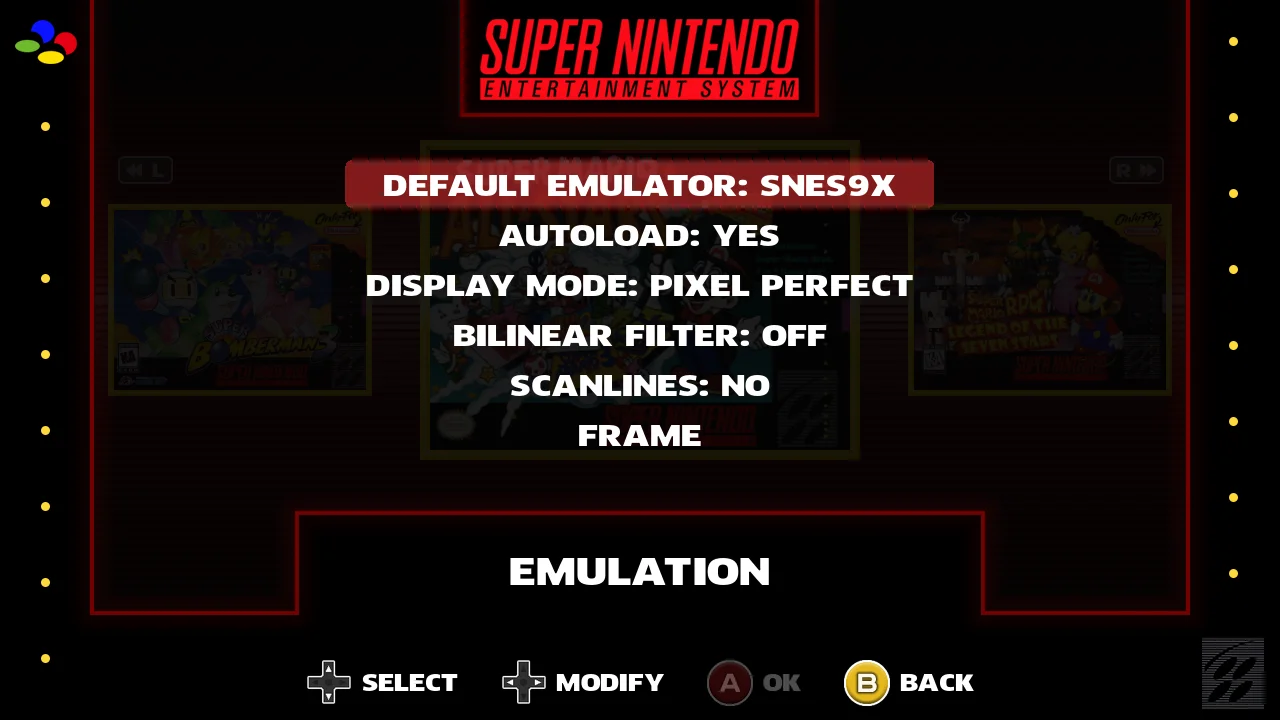 SUPER NINTENDO
ENTERTAINMENT SYSTEM
L
R
DEFAULT EMULATOR: SNES9X
AUTOLOAD: YES
DISPLAY MODE: PIXEL PERFECT
BILINEAR FILTER: OFF
SCANLINES: NO
FRAME
EMULATION
SELECT
MODIFY
A OK
B BACK